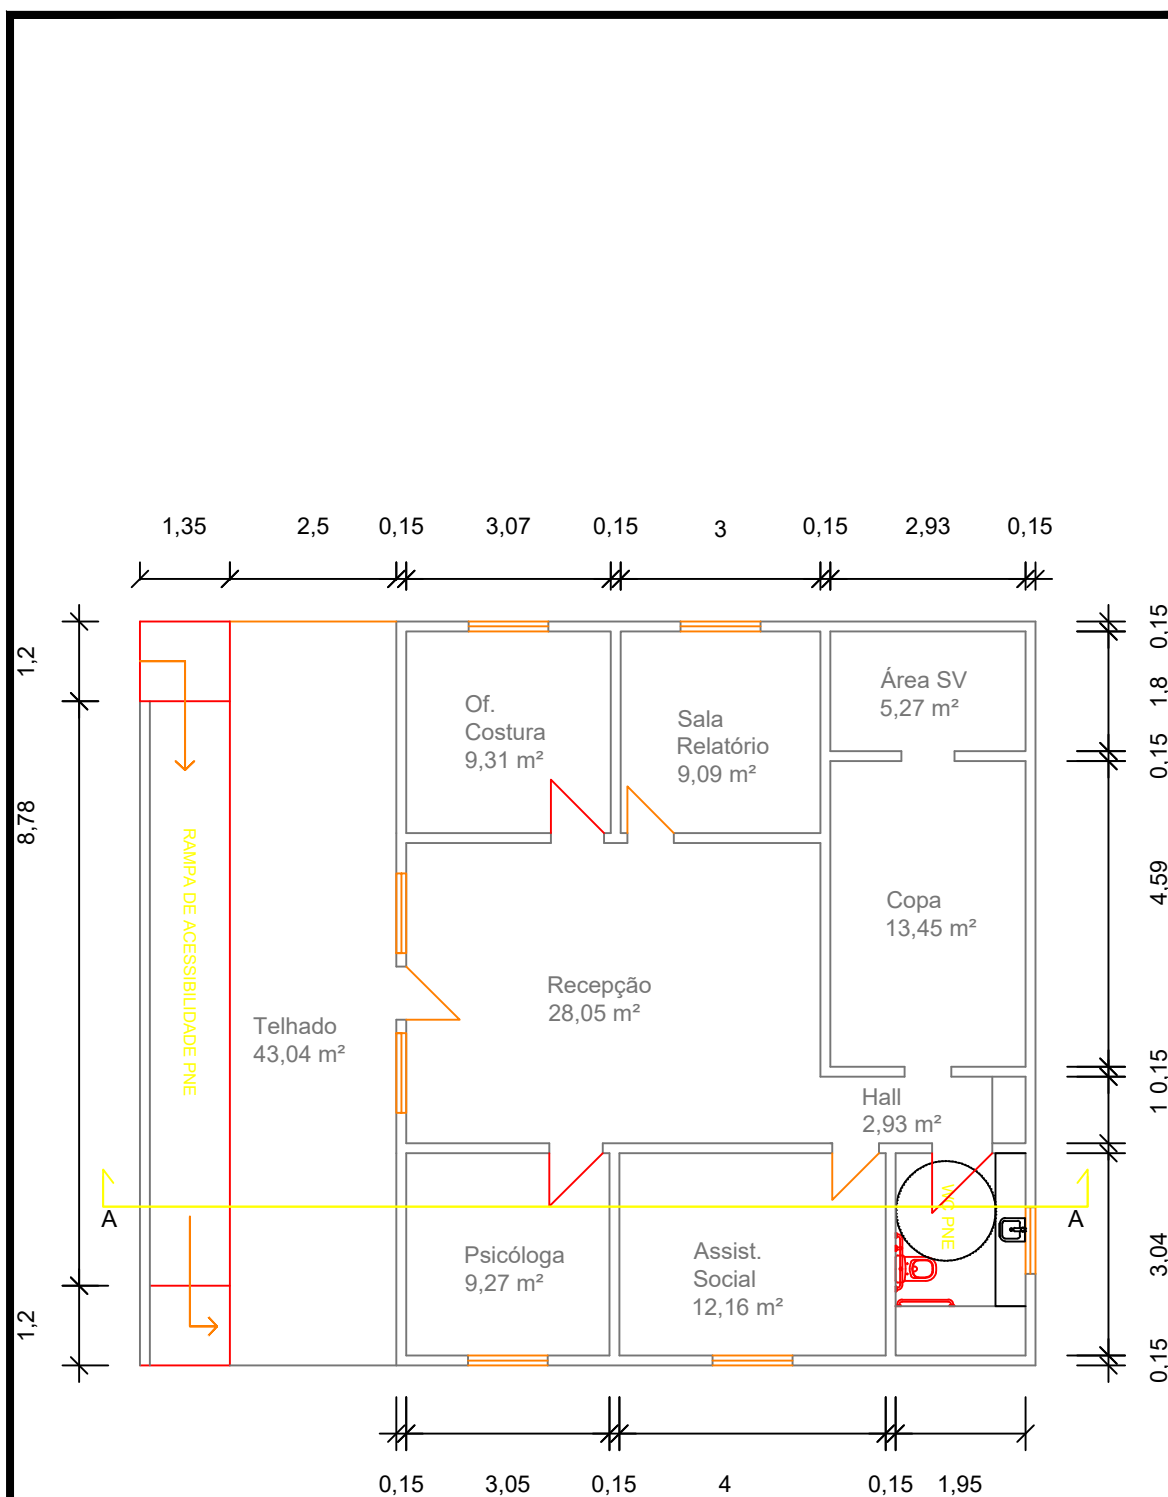 1,35 2,5 0,15 3,07 0,15 3 0,15 2,93 0,15
1,2
8,78
1,2
0,15
1,8
0,15
4,59
0,15
1
3,04
0,15
Of.
Costura
9,31 m²
Sala
Relatório
9,09 m²
Área SV
5,27 m²
Copa
13,45 m²
Recepção
28,05 m²
Telhado
43,04 m²
RAMPA DE ACESSIBILIDADE PNE
Hall
2,93 m²
A
A
WC PNE
Psicóloga
9,27 m²
Assist.
Social
12,16 m²
0,15 3,05 0,15 4 0,15 1,95